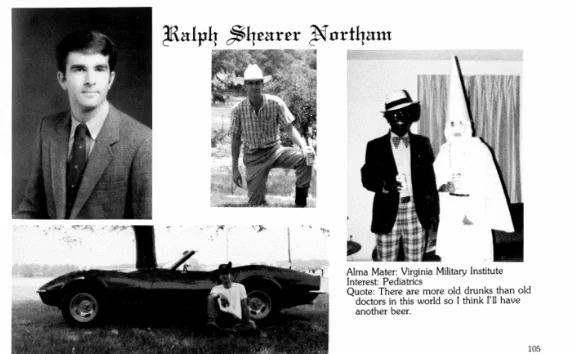 Ralph Shearer Northam
Alma Mater: Virginia Military Institute
Interest: Pediatrics
Quote: There are more old drunks than old
doctors in this world so I think I'll have
another beer.
105